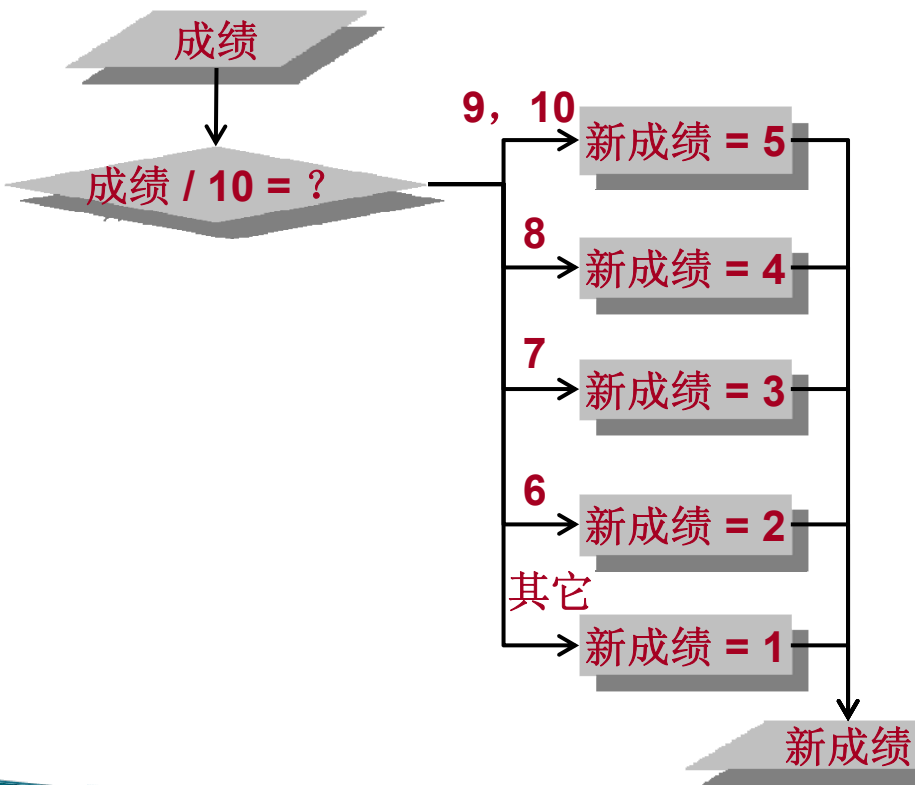 成绩
成绩 / 10 = ？
9， 10
新成绩 = 5
8
新成绩 = 4
7
新成绩 = 3
6
新成绩 = 2
其它
新成绩 = 1
新成绩